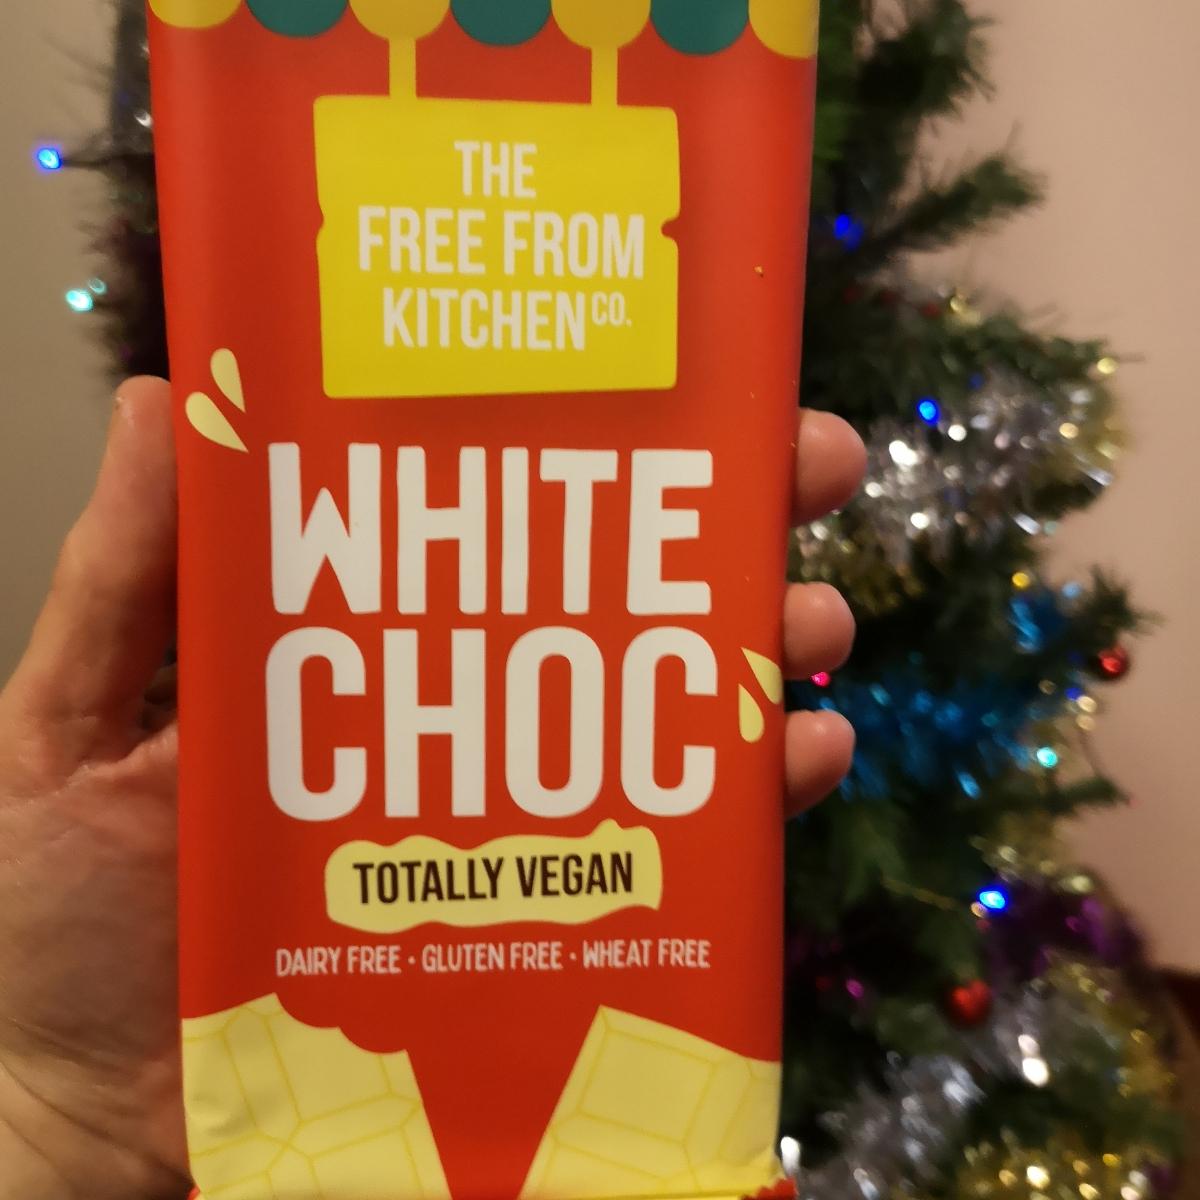 THE
FREE FROM
KITCHEN CO.
WHITE
CHOC
TOTALLY VEGAN
DAIRY FREE · GLUTEN FREE · WHEAT FREE